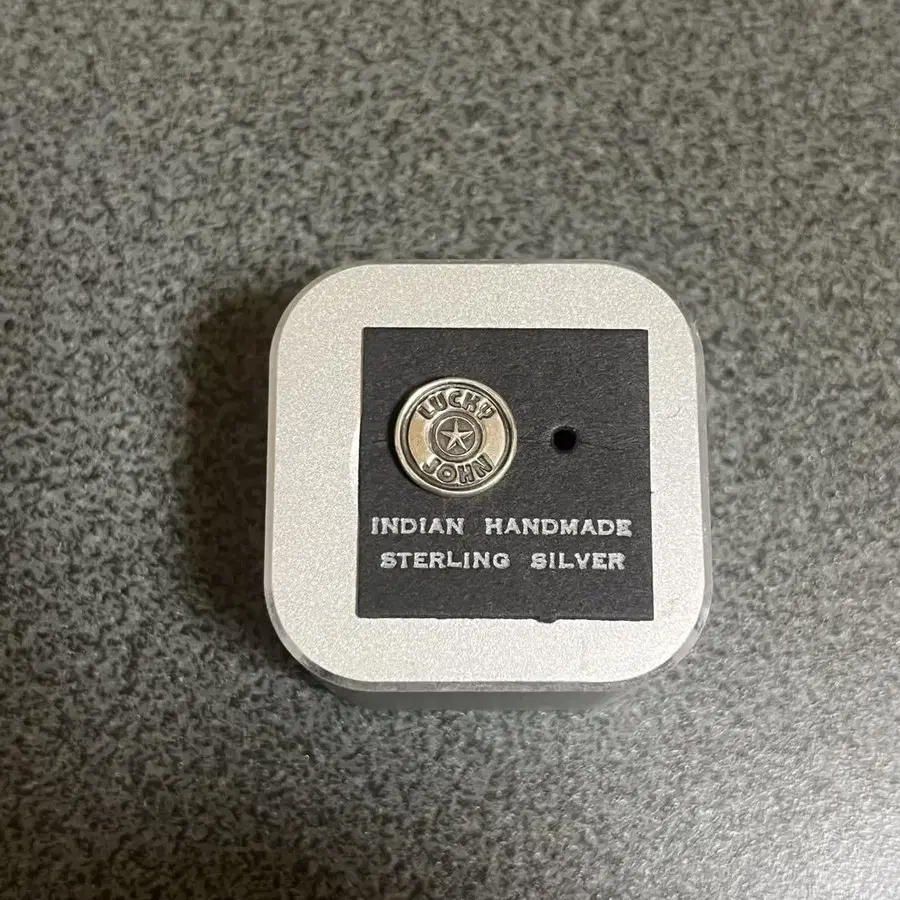 LUCKY
JOHN
INDIAN HANDMADE
STERLING SILVER